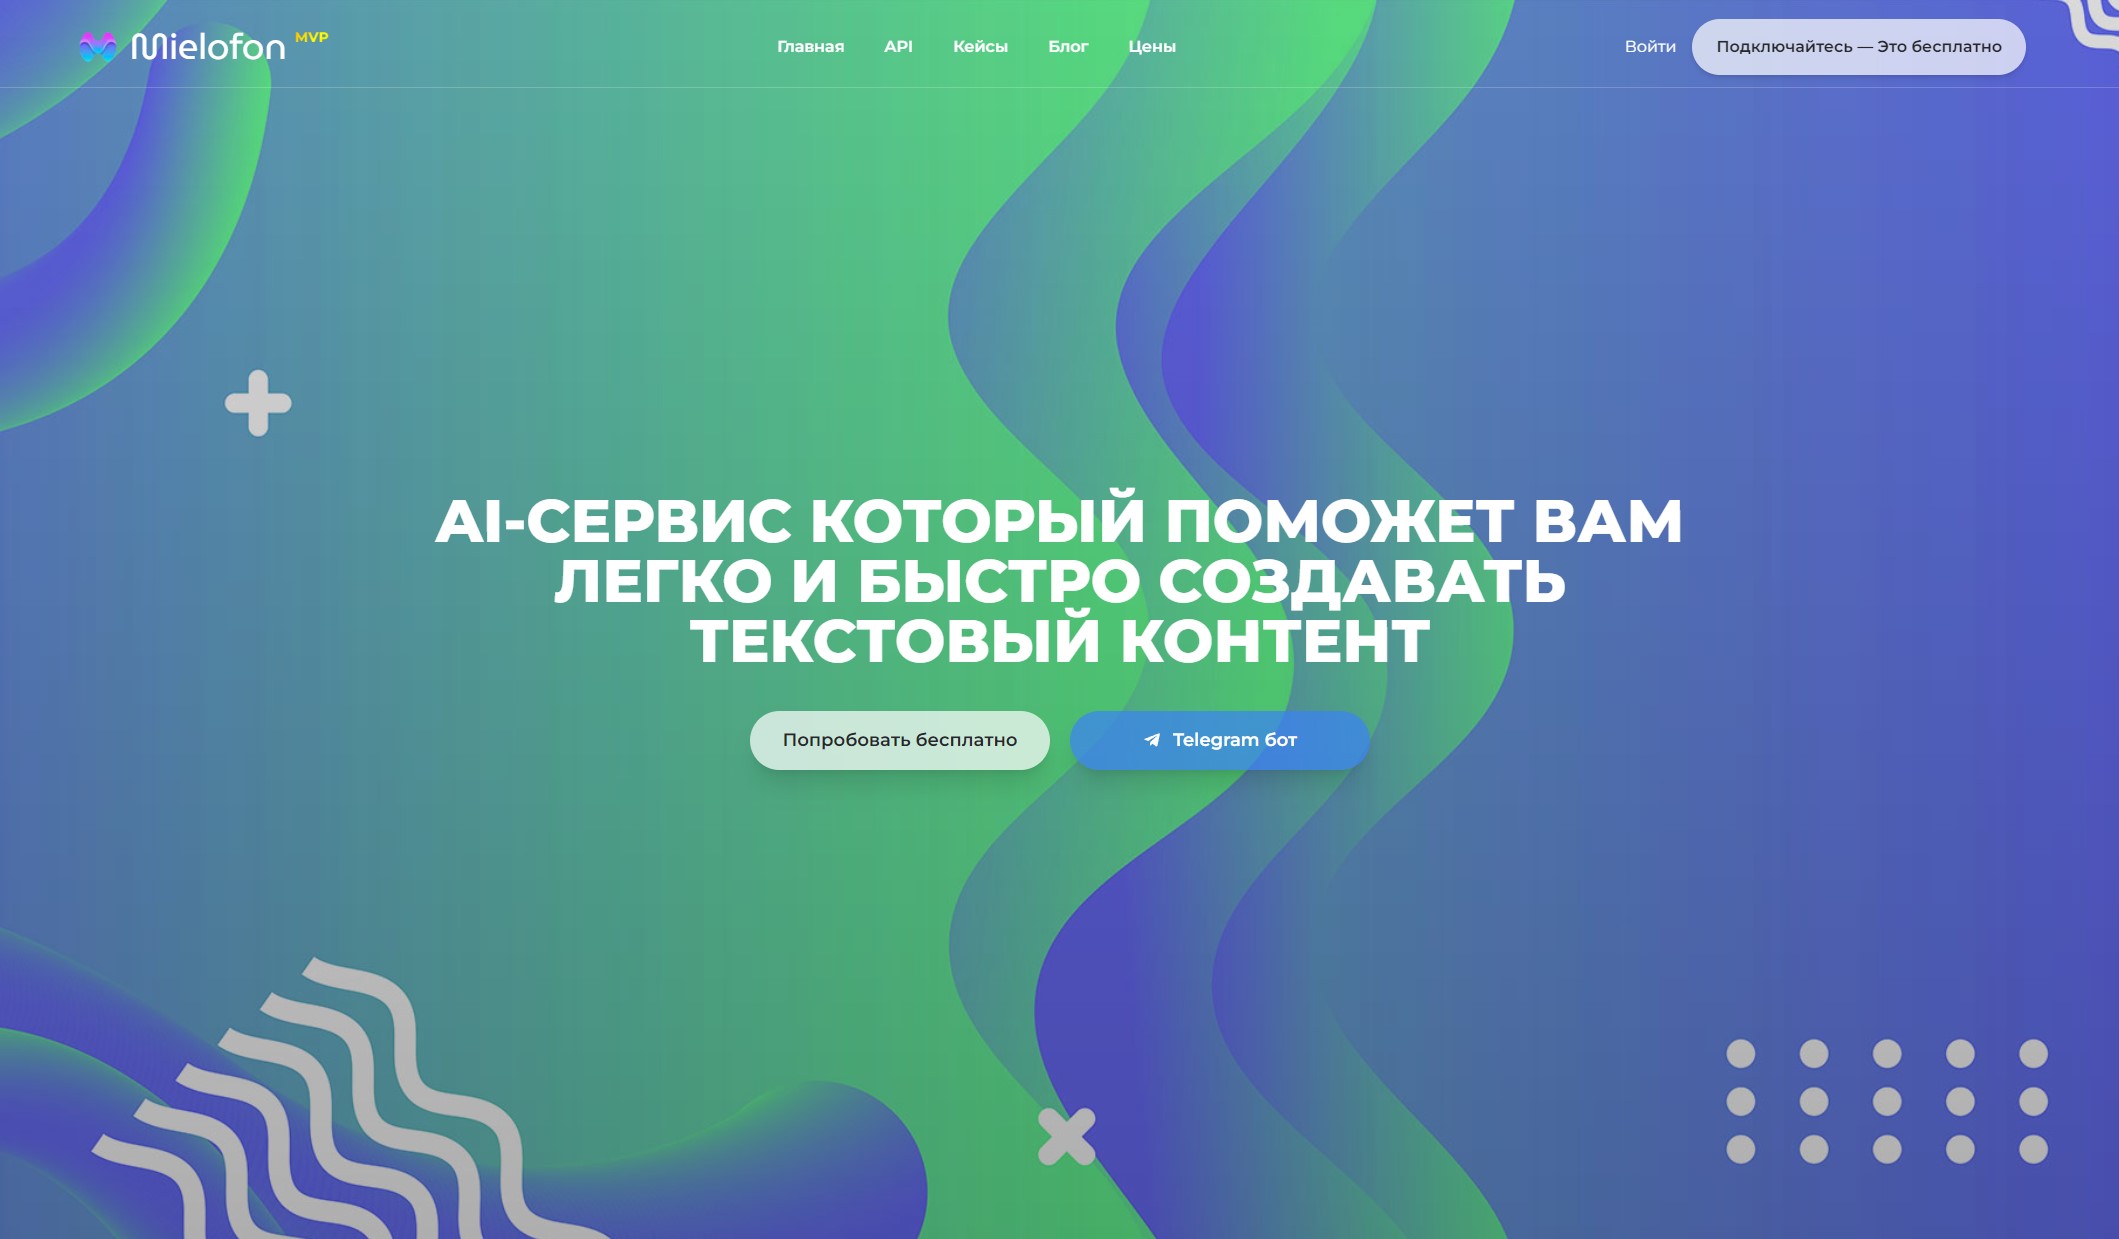 Mielofon MVP
Главная API Кейсы Блог Цены
Войти Подключайтесь — Это бесплатно
AI-СЕРВИС КОТОРЫЙ ПОМОЖЕТ ВАМ
ЛЕГКО И БЫСТРО СОЗДАВАТЬ
ТЕКСТОВЫЙ КОНТЕНТ
Попробовать бесплатно
Telegram бот